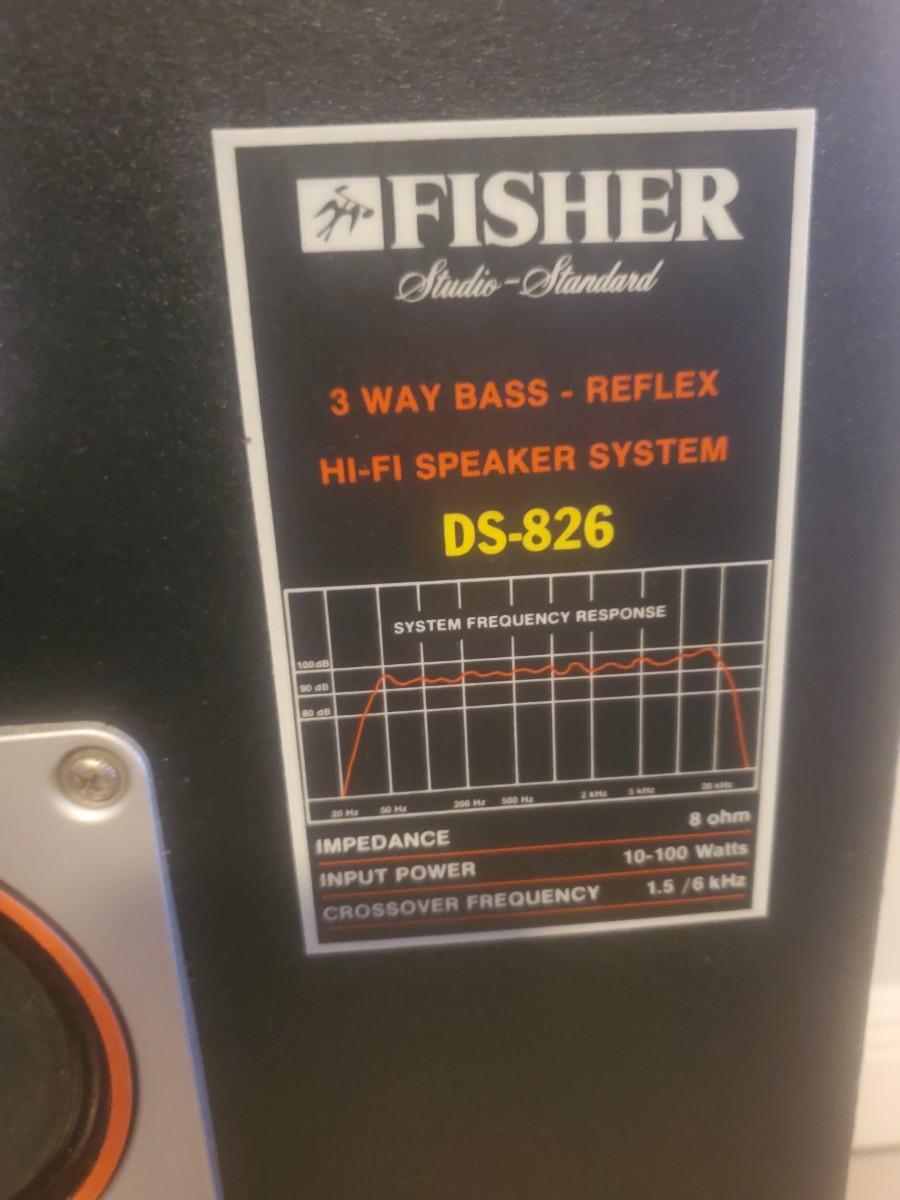 FISHER
Studio-Standard
3 WAY BASS - REFLEX
HI-FI SPEAKER SYSTEM
DS-826
SYSTEM FREQUENCY RESPONSE
100 dB
90 dB
80 dB
20 Hz 50 Hz 200 Hz 500 Hz 2 kHz 5 kHz 20 kHz
IMPEDANCE 8 ohm
INPUT POWER 10-100 Watts
CROSSOVER FREQUENCY 1.5 /6 kHz